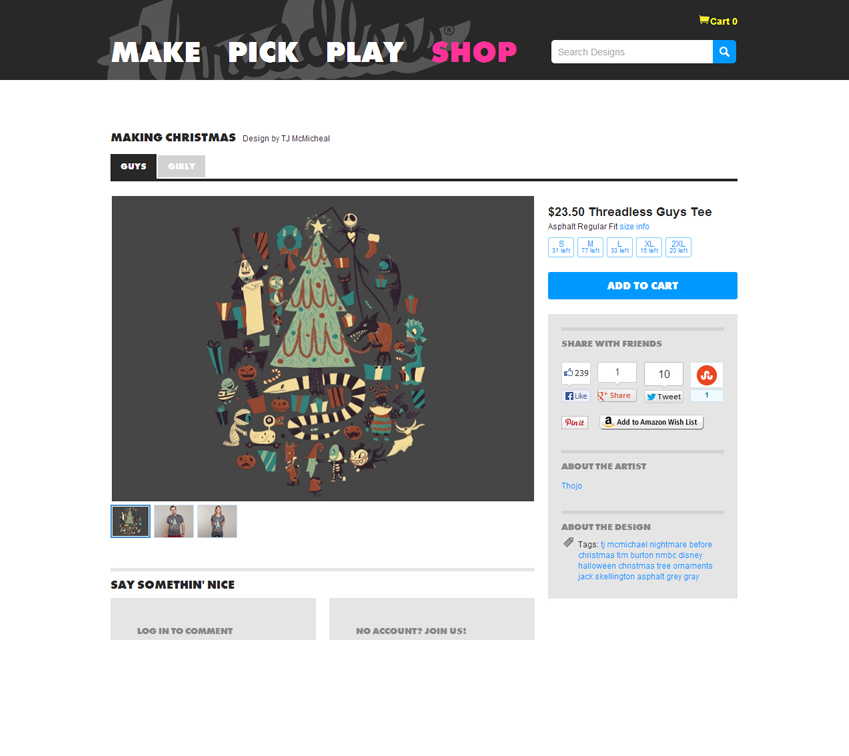 Threadless®
Cart 0
MAKE PICK PLAY SHOP
Search Designs
MAKING CHRISTMAS Design by TJ McMicheal
GUYS GIRLY
$23.50 Threadless Guys Tee
Asphalt Regular Fit size info
S M L XL 2XL
31 left 77 left 33 left 15 left 20 left
ADD TO CART
SHARE WITH FRIENDS
239 1 10
Like Share Tweet 1
Pin it Add to Amazon Wish List
ABOUT THE ARTIST
Thojo
ABOUT THE DESIGN
Tags: tj mcmichael nightmare before
christmas tim burton nmbc disney
halloween christmas tree ornaments
jack skellington asphalt grey gray
SAY SOMETHIN' NICE
LOG IN TO COMMENT NO ACCOUNT? JOIN US!